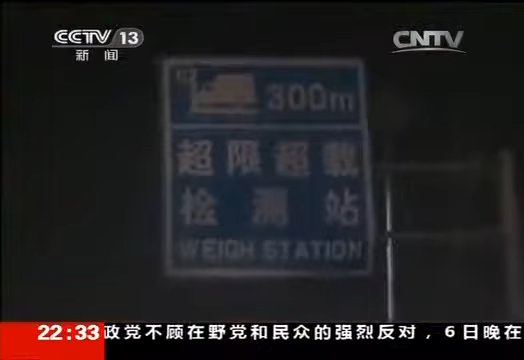 CCTV 13
新闻
CNTV
300m
超限超载
检测站
WEIGH STATION
22:33 政党不顾在野党和民众的强烈反对，6日晚在